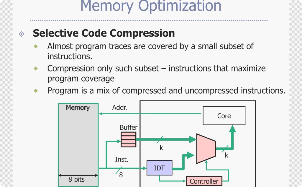 Memory Optimization
Selective Code Compression
Almost program traces are covered by a small subset of
instructions.
Compression only such subset – instructions that maximize
program coverage
Program is a mix of compressed and uncompressed instructions.
Memory
Addr.
Core
Buffer
k
k
Inst.
8
IDT
8 bits
Controller